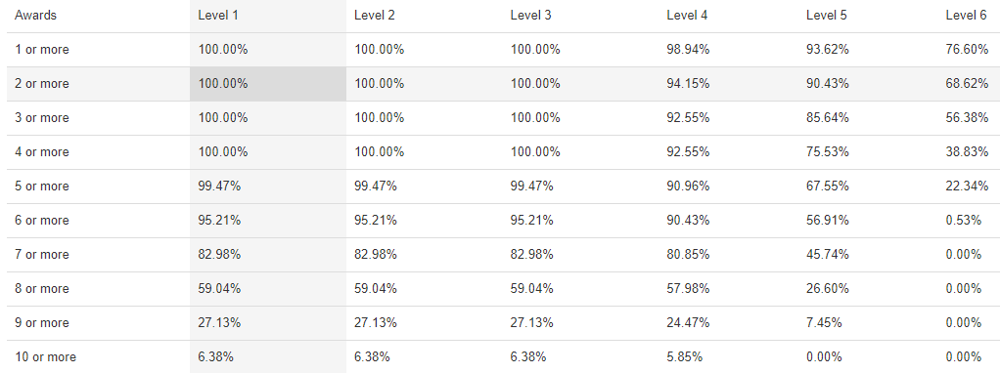 Awards Level 1 Level 2 Level 3 Level 4 Level 5 Level 6
1 or more 100.00% 100.00% 100.00% 98.94% 93.62% 76.60%
2 or more 100.00% 100.00% 100.00% 94.15% 90.43% 68.62%
3 or more 100.00% 100.00% 100.00% 92.55% 85.64% 56.38%
4 or more 100.00% 100.00% 100.00% 92.55% 75.53% 38.83%
5 or more 99.47% 99.47% 99.47% 90.96% 67.55% 22.34%
6 or more 95.21% 95.21% 95.21% 90.43% 56.91% 0.53%
7 or more 82.98% 82.98% 82.98% 80.85% 45.74% 0.00%
8 or more 59.04% 59.04% 59.04% 57.98% 26.60% 0.00%
9 or more 27.13% 27.13% 27.13% 24.47% 7.45% 0.00%
10 or more 6.38% 6.38% 6.38% 5.85% 0.00% 0.00%